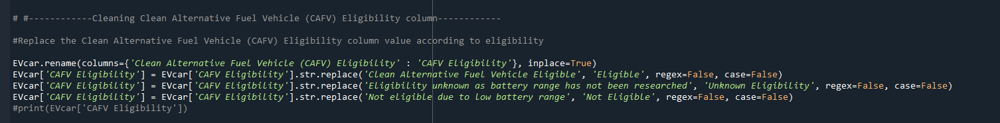 # #------------Cleaning Clean Alternative Fuel Vehicle (CAFV) Eligibility column------------
#Replace the Clean Alternative Fuel Vehicle (CAFV) Eligibility column value according to eligibility
EVcar.rename(columns={'Clean Alternative Fuel Vehicle (CAFV) Eligibility' : 'CAFV Eligibility'}, inplace=True)
EVcar['CAFV Eligibility'] = EVcar['CAFV Eligibility'].str.replace('Clean Alternative Fuel Vehicle Eligible', 'Eligible', regex=False, case=False)
EVcar['CAFV Eligibility'] = EVcar['CAFV Eligibility'].str.replace('Eligibility unknown as battery range has not been researched', 'Unknown Eligibility', regex=False, case=False)
EVcar['CAFV Eligibility'] = EVcar['CAFV Eligibility'].str.replace('Not eligible due to low battery range', 'Not Eligible', regex=False, case=False)
#print(EVcar['CAFV Eligibility'])